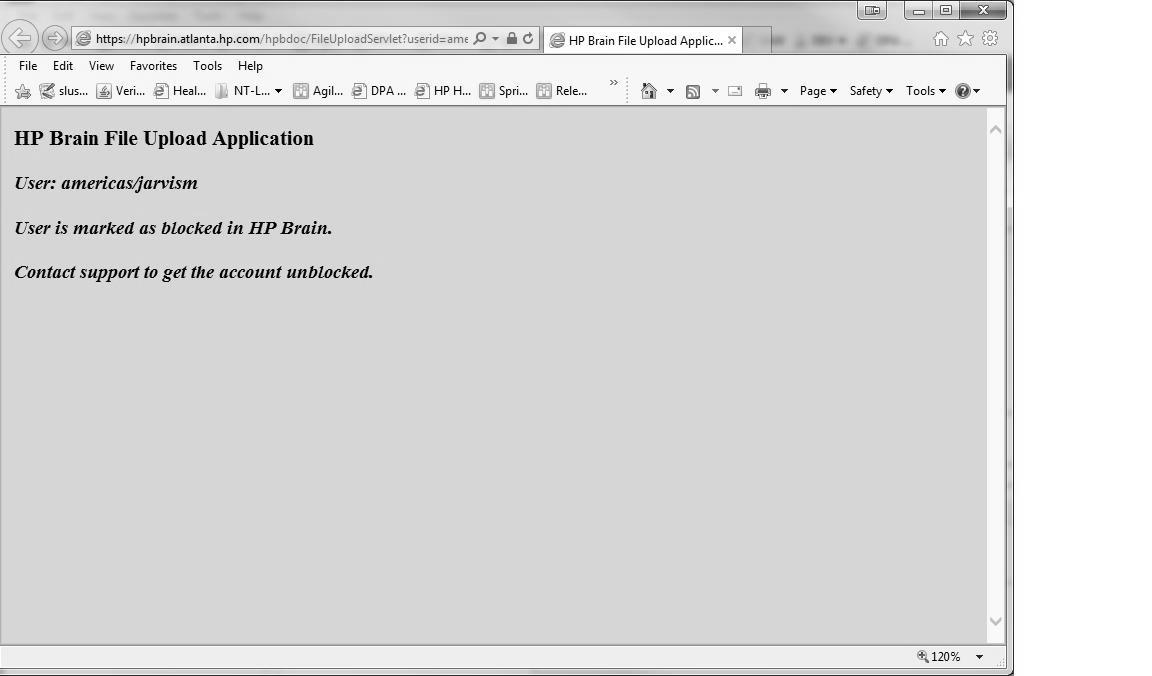 https://hpbrain.atlanta.hp.com/hpbdoc/FileUploadServlet?userid=ame
HP Brain File Upload Applic...
File Edit View Favorites Tools Help
slus... Veri... Heal... NT-L... Agil... DPA ... HP H... Spri... Rele... » Page Safety Tools
HP Brain File Upload Application
User: americas/jarvism
User is marked as blocked in HP Brain.
Contact support to get the account unblocked.
120%